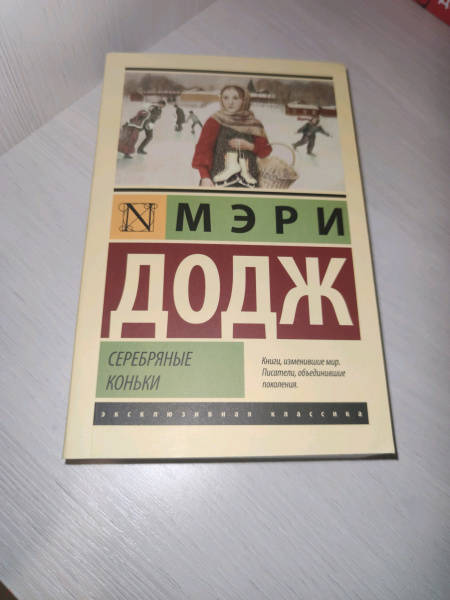 N МЭРИ
ДОДЖ
СЕРЕБРЯНЫЕ
КОНЬКИ
Книги, изменившие мир.
Писатели, объединившие
поколения.
эксклюзивная классика